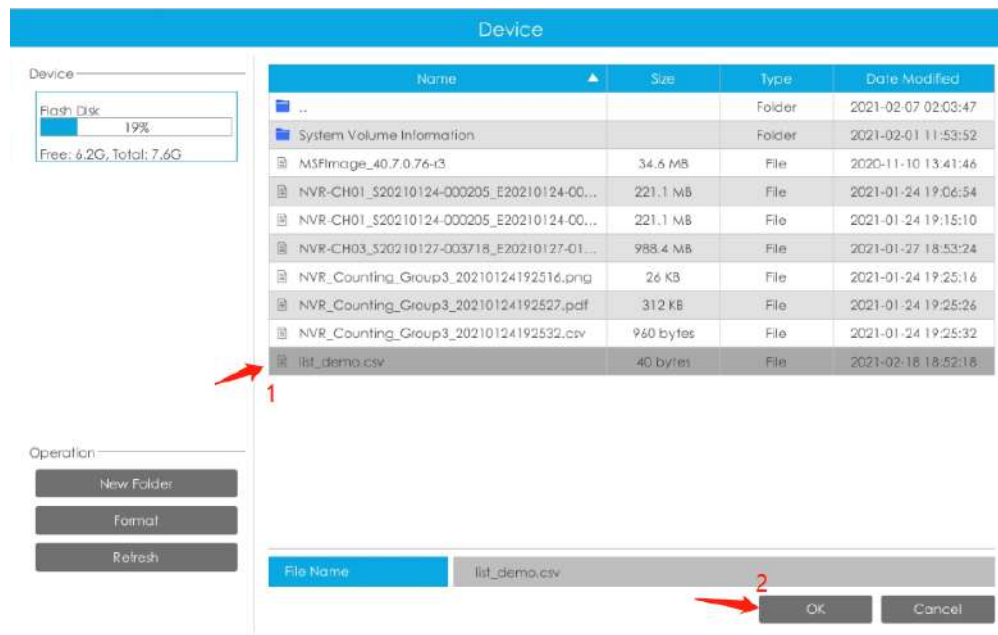 Device
Device
Flash Disk
19%
Free: 6.2G, Total: 7.6G
Name Size Type Date Modified
.. Folder 2021-02-07 02:03:47
System Volume Information Folder 2021-02-01 11:53:52
MSFImage_40.7.0.76-r3 34.6 MB File 2020-11-10 13:41:46
NVR-CH01_S20210124-000205_E20210124-00... 221.1 MB File 2021-01-24 19:06:54
NVR-CH01_S20210124-000205_E20210124-00... 221.1 MB File 2021-01-24 19:15:10
NVR-CH03_S20210127-003718_E20210127-01... 988.4 MB File 2021-01-27 18:53:24
NVR_Counting_Group3_20210124192516.png 26 KB File 2021-01-24 19:25:16
NVR_Counting_Group3_20210124192527.pdf 312 KB File 2021-01-24 19:25:26
NVR_Counting_Group3_20210124192532.csv 960 bytes File 2021-01-24 19:25:32
list_demo.csv 40 bytes File 2021-02-18 18:52:18
1
Operation
New Folder
Format
Refresh
File Name list_demo.csv
2
OK Cancel